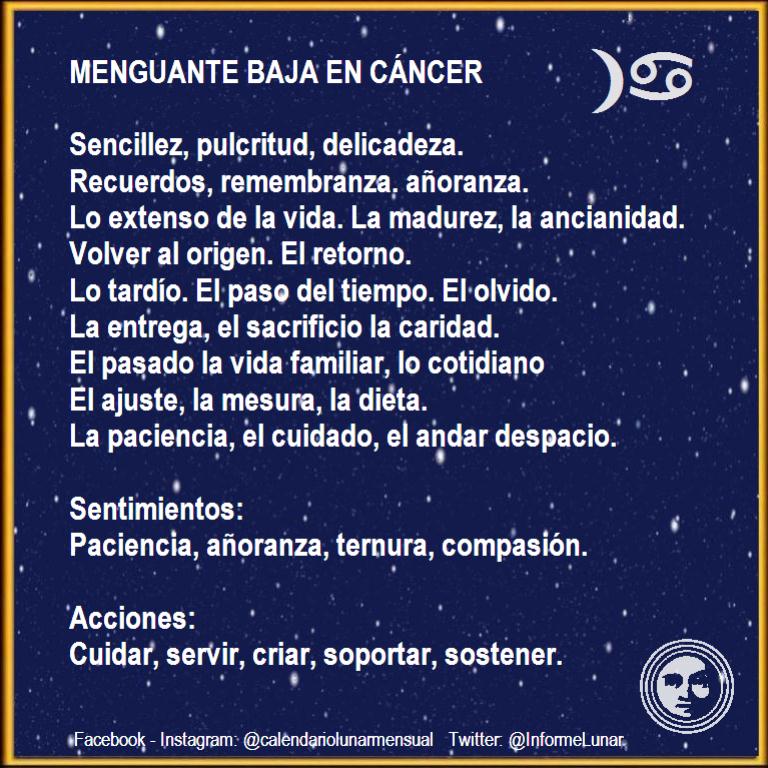 MENGUANTE BAJA EN CÁNCER
Sencillez, pulcritud, delicadeza.
Recuerdos, remembranza. añoranza.
Lo extenso de la vida. La madurez, la ancianidad.
Volver al origen. El retorno.
Lo tardío. El paso del tiempo. El olvido.
La entrega, el sacrificio la caridad.
El pasado la vida familiar, lo cotidiano
El ajuste, la mesura, la dieta.
La paciencia, el cuidado, el andar despacio.
Sentimientos:
Paciencia, añoranza, ternura, compasión.
Acciones:
Cuidar, servir, criar, soportar, sostener.
Facebook - Instagram: @calendariolunarmensual Twitter: @InformeLunar